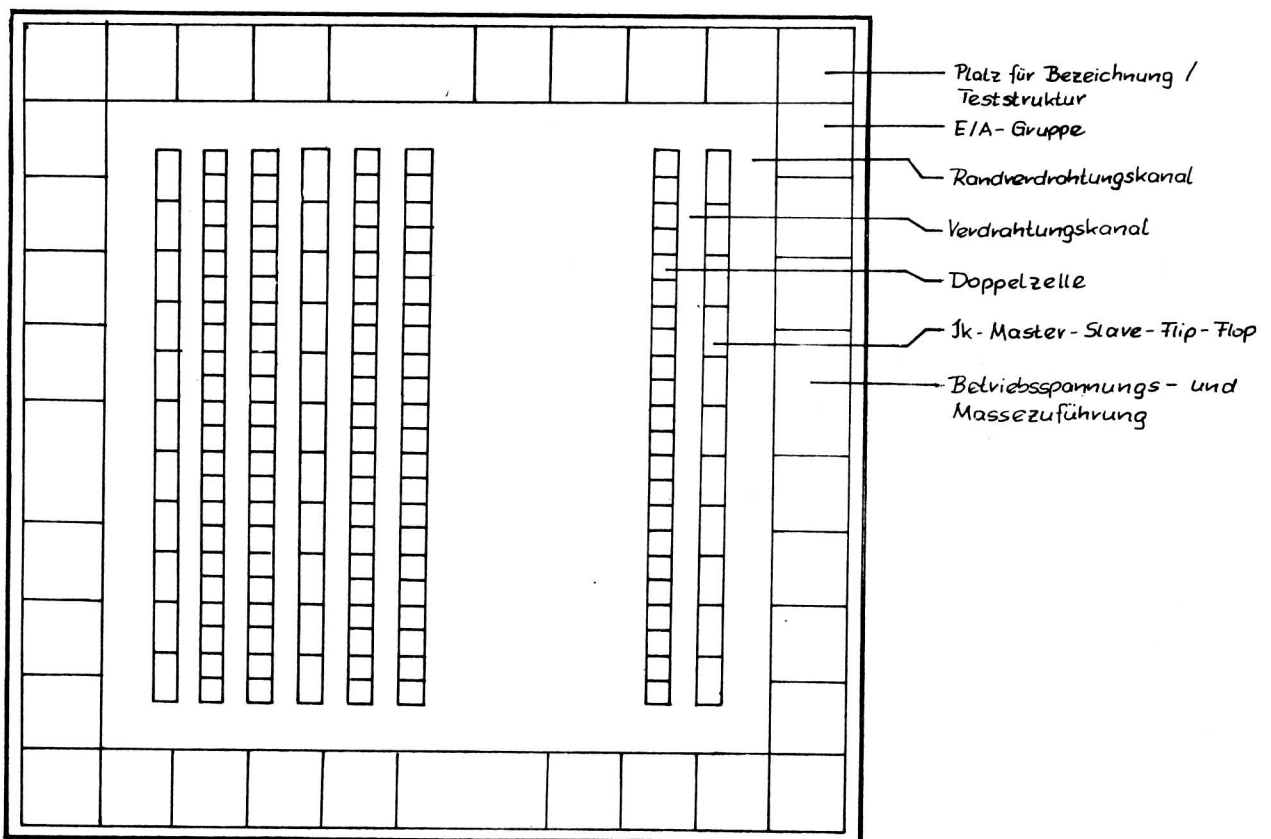 Platz für Bezeichnung /
Teststruktur
E/A-Gruppe
Randverdrahtungskanal
Verdrahtungskanal
Doppelzelle
Jk-Master-Slave-Flip-Flop
Betriebsspannungs- und
Massezuführung